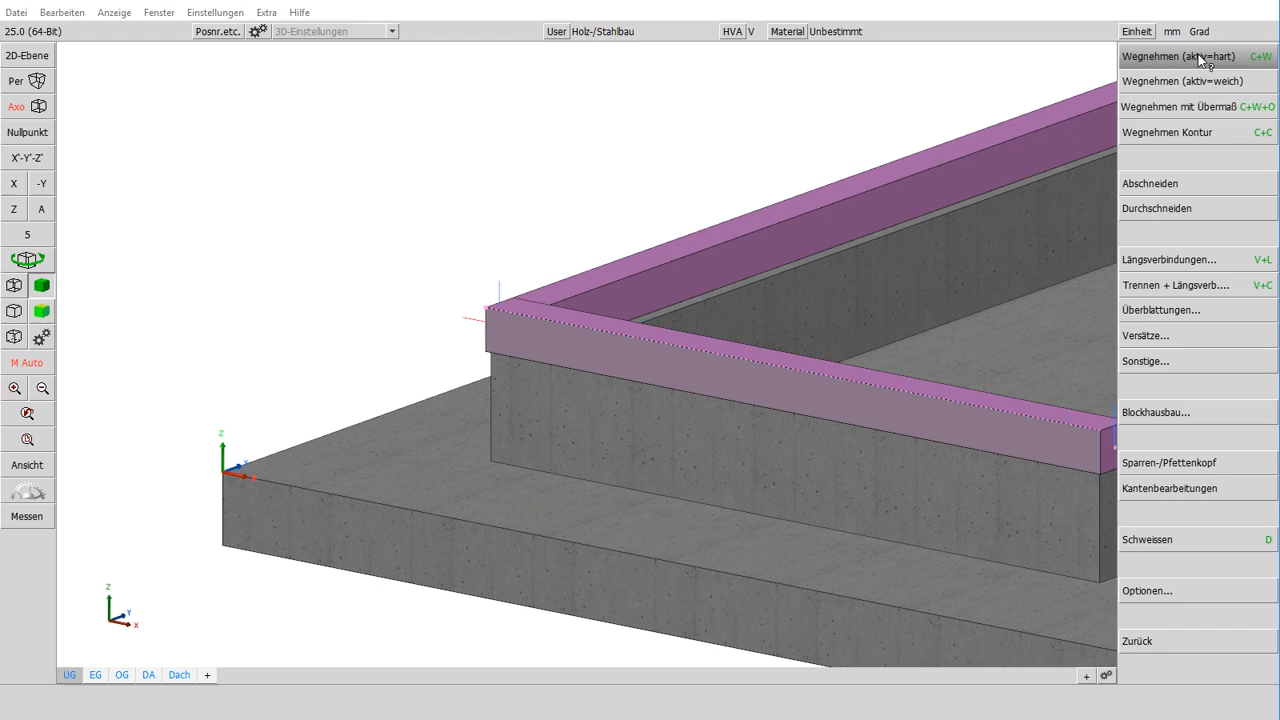 Datei Bearbeiten Anzeige Fenster Einstellungen Extra Hilfe
25.0 (64-Bit) Posnr.etc. 3D-Einstellungen User Holz-/Stahlbau HVA V Material Unbestimmt Einheit mm Grad
2D-Ebene
Per
Axo
Nullpunkt
X'-Y'-Z'
X -Y
Z A
5
M Auto
Ansicht
Messen
Z
X
Z
Y
X
Wegnehmen (aktiv=hart) C+W
Wegnehmen (aktiv=weich)
Wegnehmen mit Übermaß C+W+O
Wegnehmen Kontur C+C
Abschneiden
Durchschneiden
Längsverbindungen... V+L
Trennen + Längsverb.... V+C
Überblattungen...
Versätze...
Sonstige...
Blockhausbau...
Sparren-/Pfettenkopf
Kantenbearbeitungen
Schweissen D
Optionen...
Zurück
UG EG OG DA Dach + +